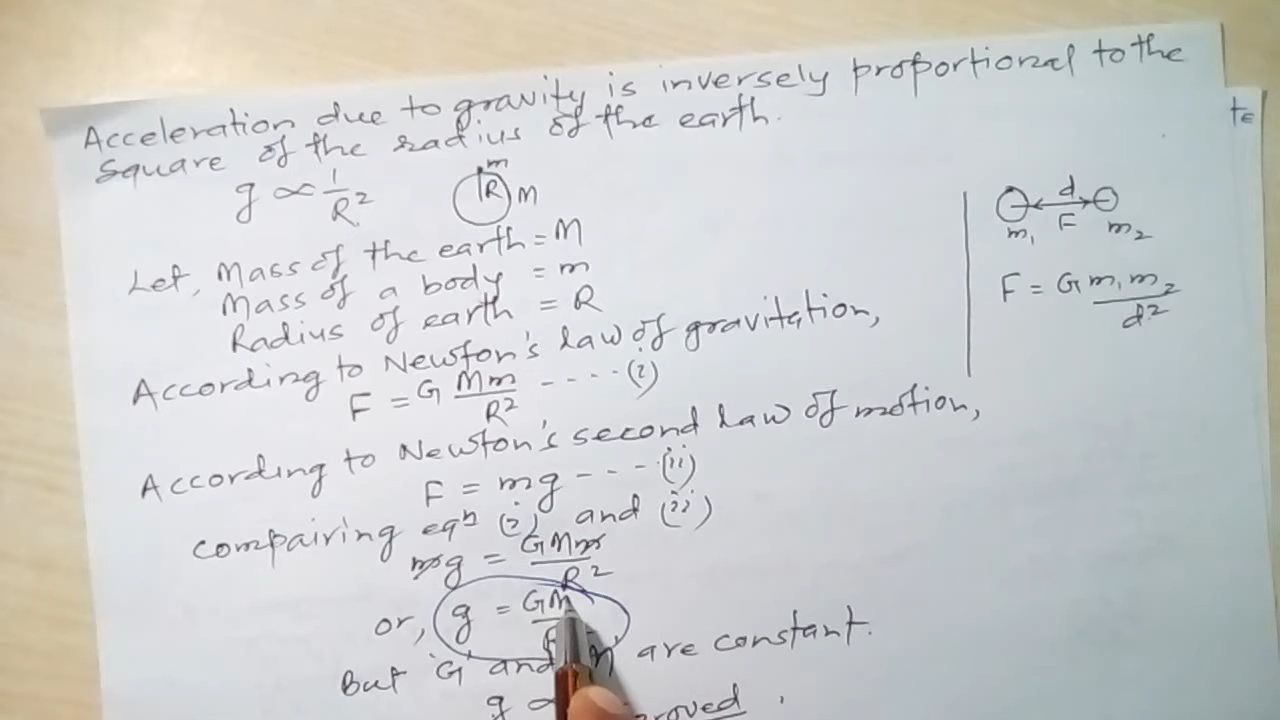 Acceleration due to gravity is inversely proportional to the
square of the radius of the earth.
g ∝ 1/R²
m
R
M
Let, Mass of the earth = M
Mass of a body = m
Radius of earth = R
According to Newton's law of gravitation,
F = G Mm/R² ----(i)
According to Newton's second law of motion,
F = mg --- (ii)
compairing eqⁿ (i) and (ii)
mg = GMm/R²
or, g = GM
But 'G' and M are constant.
g ∝
proved.
d
F
m₁ m₂
F = G m₁ m₂/d²
te